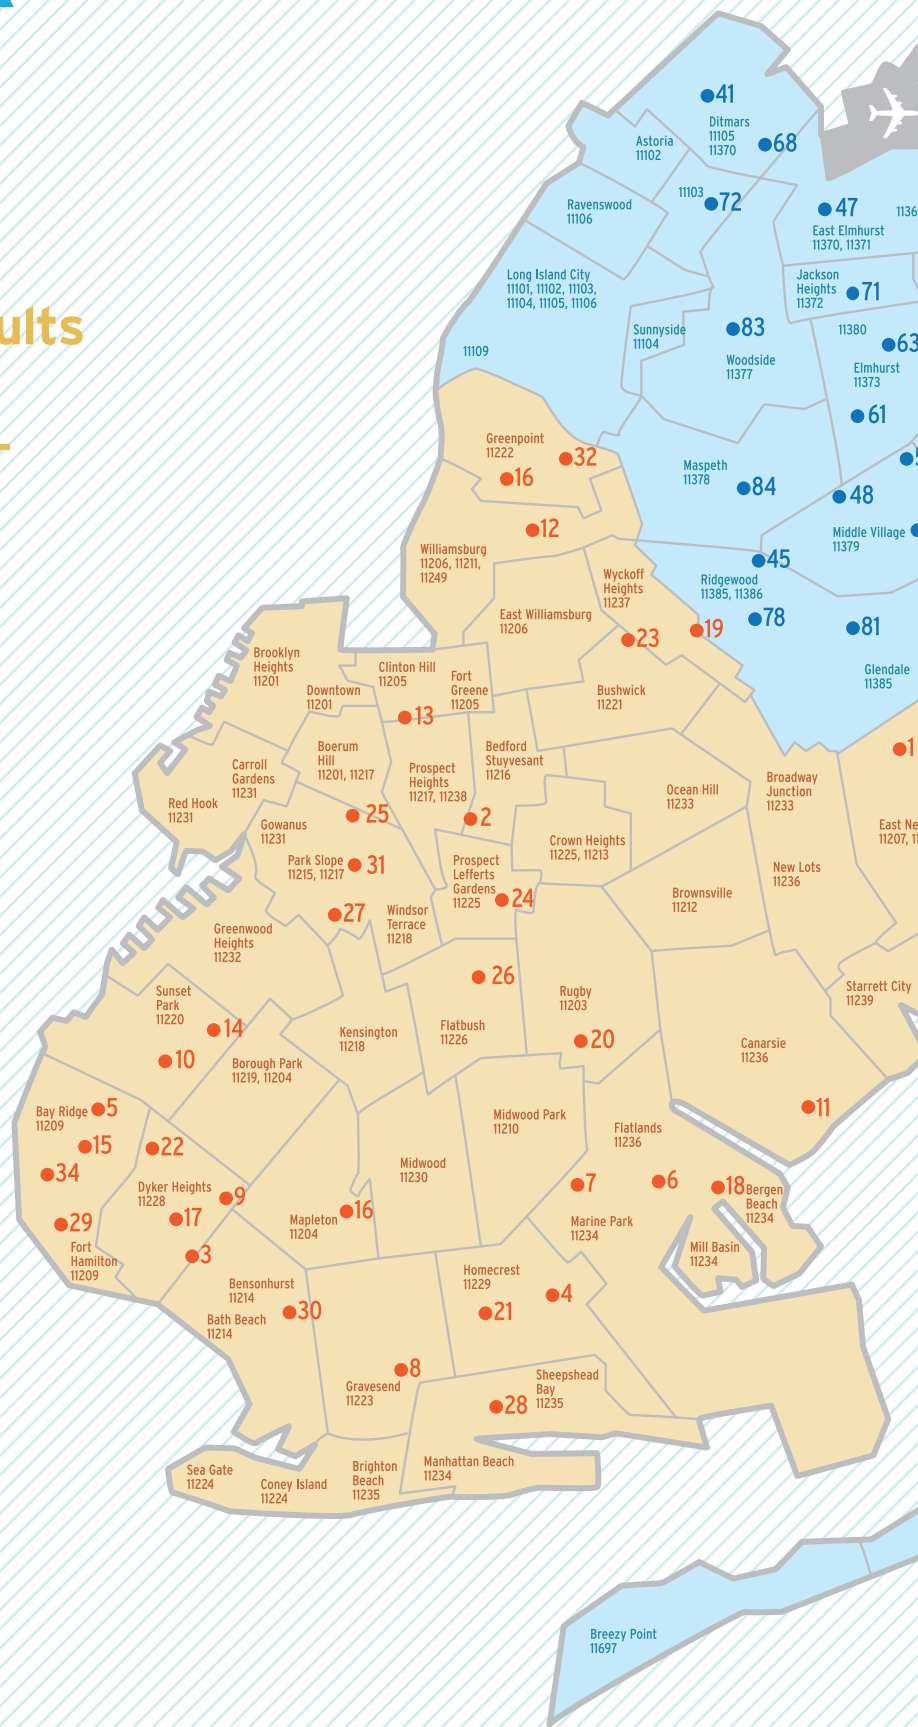 ults
41
Ditmars
11105
11370
68
Astoria
11102
11103
72
Ravenswood
11106
47
East Elmhurst
11370, 11371
1136
Long Island City
11101, 11102, 11103,
11104, 11105, 11106
Jackson
Heights
11372
71
Sunnyside
11104
83
Woodside
11377
11380
63
Elmhurst
11373
11109
61
Greenpoint
11222
32
16
Maspeth
11378
84
48
12
Middle Village
11379
Williamsburg
11206, 11211,
11249
45
Wyckoff
Heights
11237
Ridgewood
11385, 11386
78
East Williamsburg
11206
19
81
23
Brooklyn
Heights
11201
Clinton Hill
11205
Fort
Greene
11205
Glendale
11385
Downtown
11201
Bushwick
11221
13
Boerum
Hill
11201, 11217
Bedford
Stuyvesant
11216
1
Carroll
Gardens
11231
Prospect
Heights
11217, 11238
Broadway
Junction
11233
Ocean Hill
11233
Red Hook
11231
25
2
Gowanus
11231
East Ne
11207, 11
Crown Heights
11225, 11213
Park Slope
11215, 11217
31
Prospect
Lefferts
Gardens
11225
New Lots
11236
24
Brownsville
11212
27
Windsor
Terrace
11218
Greenwood
Heights
11232
26
Sunset
Park
11220
Rugby
11203
Starrett City
11239
14
Kensington
11218
Flatbush
11226
20
Canarsie
11236
10
Borough Park
11219, 11204
Bay Ridge
11209
5
11
Midwood Park
11210
Flatlands
11236
15
22
34
Midwood
11230
Dyker Heights
11228
9
7
6
18
Bergen
Beach
11234
17
16
Mapleton
11204
29
Marine Park
11234
Fort
Hamilton
11209
3
Mill Basin
11234
Homecrest
11229
Bensonhurst
11214
4
30
21
Bath Beach
11214
8
Gravesend
11223
Sheepshead
Bay
11235
28
Sea Gate
11224
Coney Island
11224
Brighton
Beach
11235
Manhattan Beach
11234
Breezy Point
11697